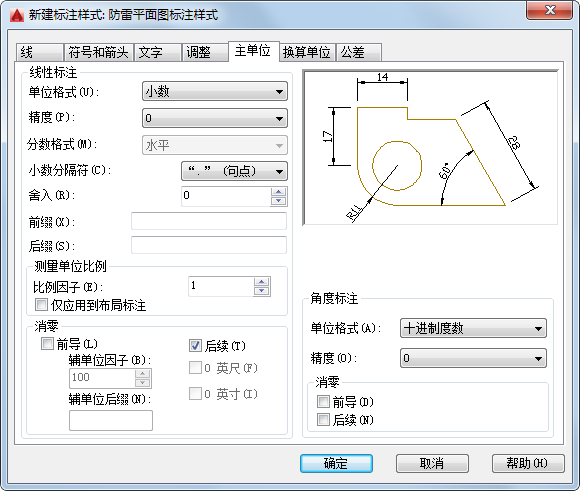 新建标注样式: 防雷平面图标注样式
线 符号和箭头 文字 调整 主单位 换算单位 公差
线性标注
单位格式(U): 小数
精度(P): 0
分数格式(M): 水平
小数分隔符(C): “.” (句点)
舍入(R): 0
前缀(X):
后缀(S):
测量单位比例
比例因子(E): 1
仅应用到布局标注
消零
前导(L) 后续(T)
辅单位因子(B): 0 英尺(F)
100
辅单位后缀(N): 0 英寸(I)
14
17
28
60°
R11
角度标注
单位格式(A): 十进制度数
精度(O): 0
消零
前导(D)
后续(N)
确定 取消 帮助(H)